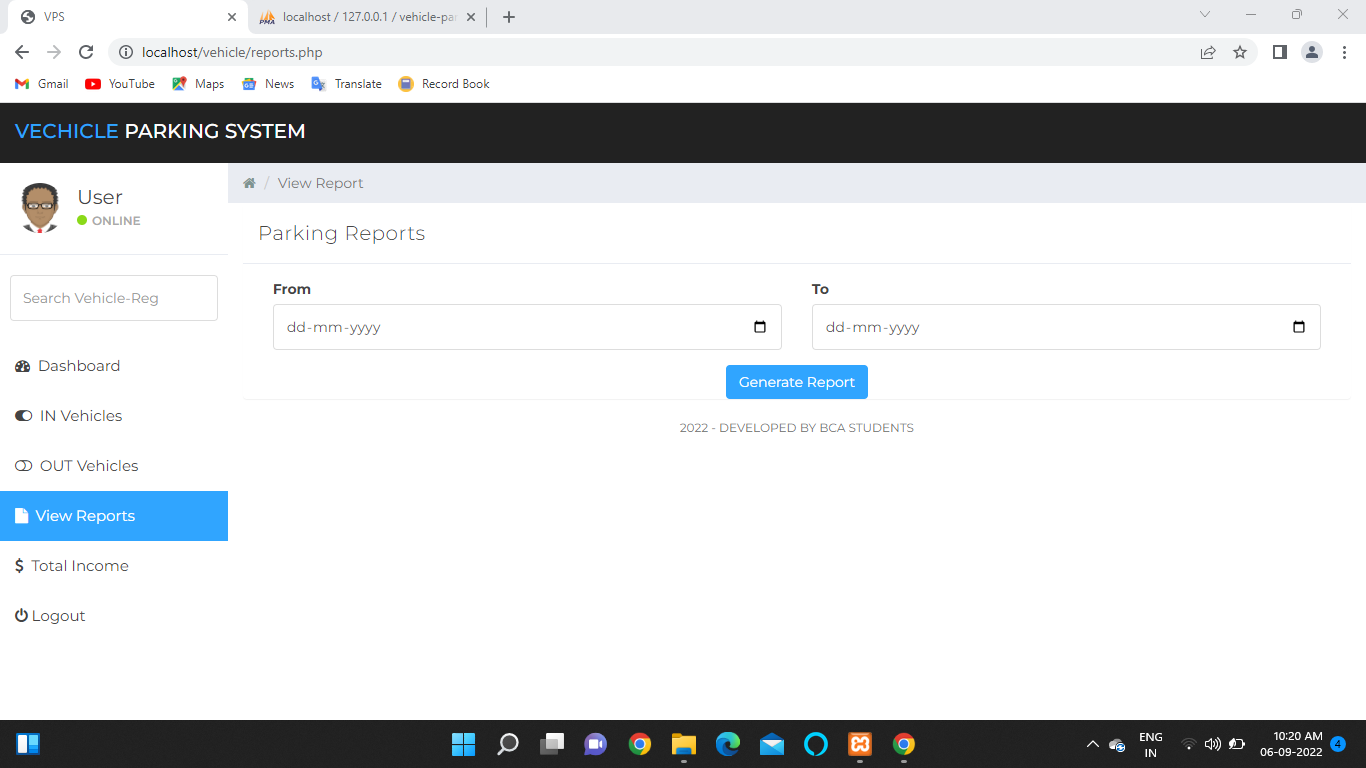 VPS
localhost / 127.0.0.1 / vehicle-par
localhost/vehicle/reports.php
Gmail
YouTube
Maps
News
Translate
Record Book
VECHICLE PARKING SYSTEM
User
ONLINE
Search Vehicle-Reg
Dashboard
IN Vehicles
OUT Vehicles
View Reports
Total Income
Logout
/ View Report
Parking Reports
From
To
dd-mm-yyyy
dd-mm-yyyy
Generate Report
2022 - DEVELOPED BY BCA STUDENTS
ENG
IN
10:20 AM
06-09-2022
4